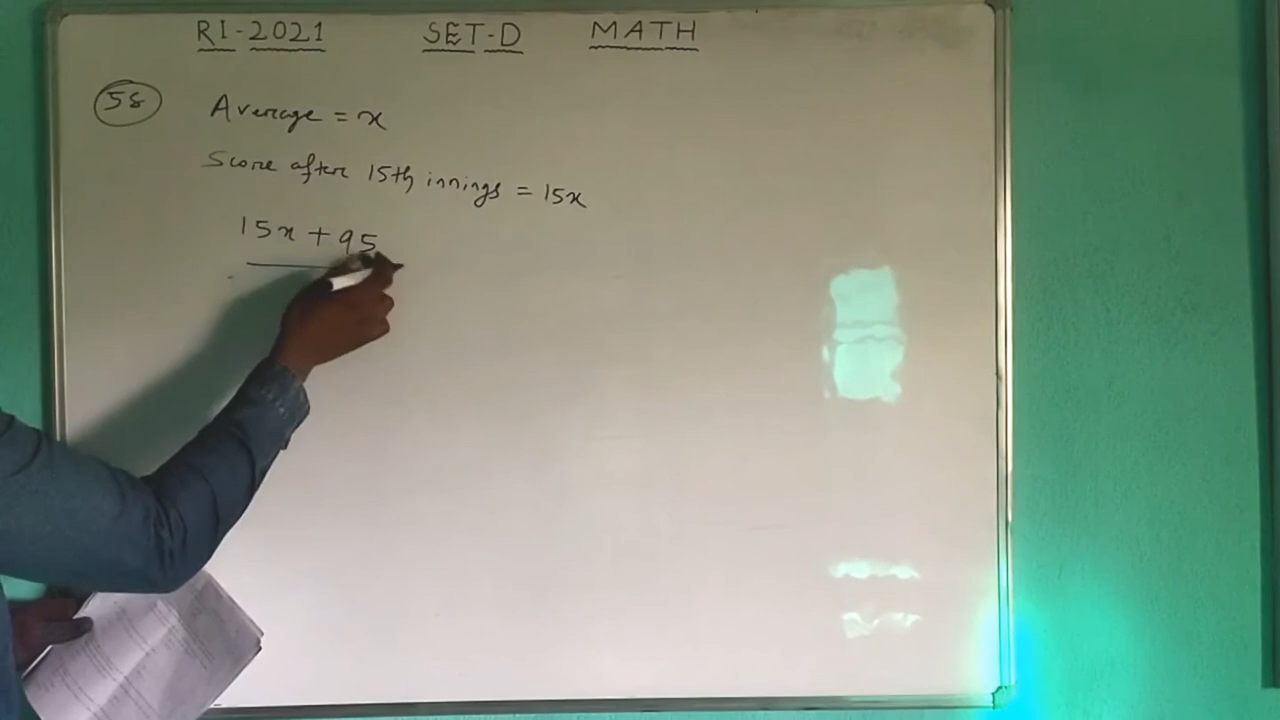 RI-2021 SET-D MATH
58 Average = x
Score after 15th innings = 15x
15x + 95